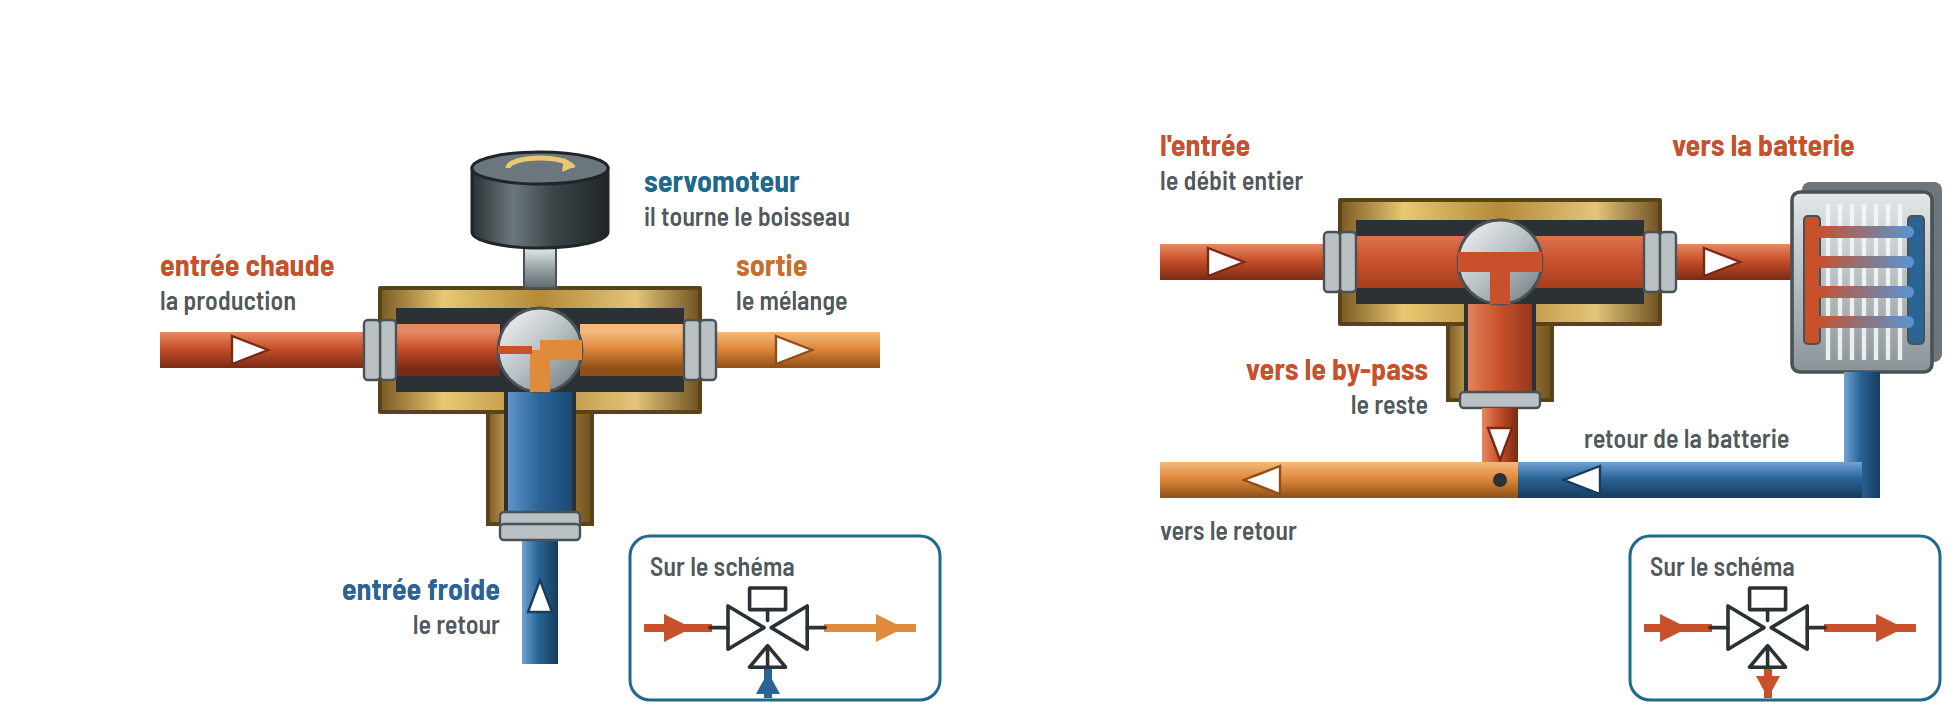 servomoteur
il tourne le boisseau
entrée chaude
la production
sortie
le mélange
entrée froide
le retour
Sur le schéma
l'entrée
le débit entier
vers la batterie
vers le by-pass
le reste
retour de la batterie
vers le retour
Sur le schéma